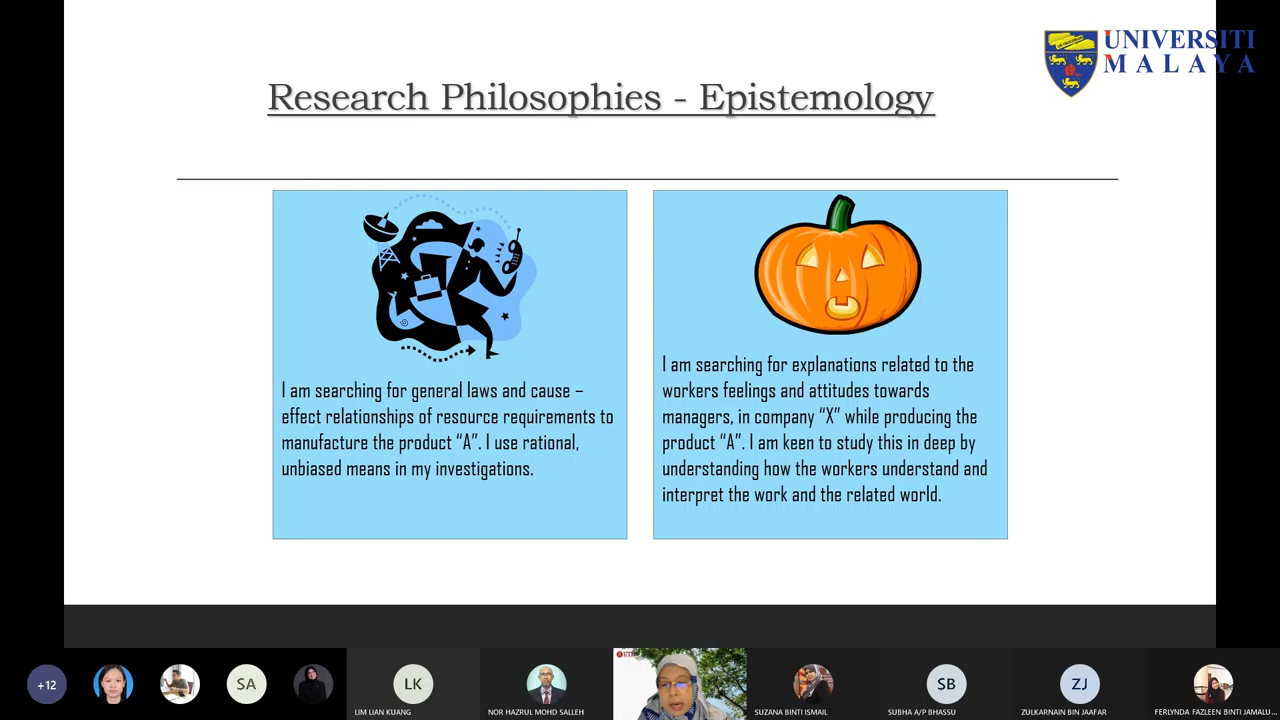 UNIVERSITI
MALAYA
Research Philosophies - Epistemology
I am searching for general laws and cause –
effect relationships of resource requirements to
manufacture the product “A”. I use rational,
unbiased means in my investigations.
I am searching for explanations related to the
workers feelings and attitudes towards
managers, in company “X” while producing the
product “A”. I am keen to study this in deep by
understanding how the workers understand and
interpret the work and the related world.
+12
SA
LK
SB
ZJ
LIM LIAN KUANG
NOR HAZRUL MOHD SALLEH
SUZANA BINTI ISMAIL
SUBHA A/P BHASSU
ZULKARNAIN BIN JAAFAR
FERLYNDA FAZLEEN BINTI JAMALU...